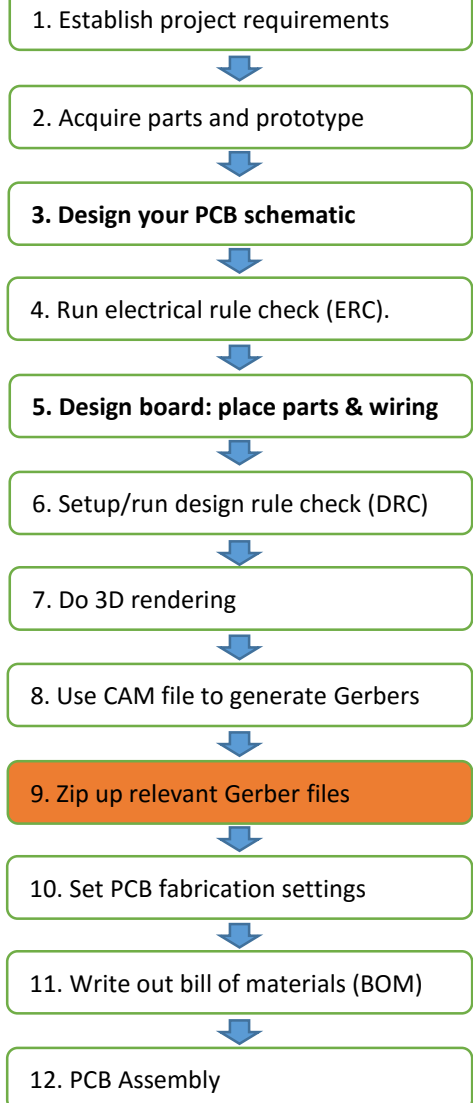 1. Establish project requirements
2. Acquire parts and prototype
3. Design your PCB schematic
4. Run electrical rule check (ERC).
5. Design board: place parts & wiring
6. Setup/run design rule check (DRC)
7. Do 3D rendering
8. Use CAM file to generate Gerbers
9. Zip up relevant Gerber files
10. Set PCB fabrication settings
11. Write out bill of materials (BOM)
12. PCB Assembly